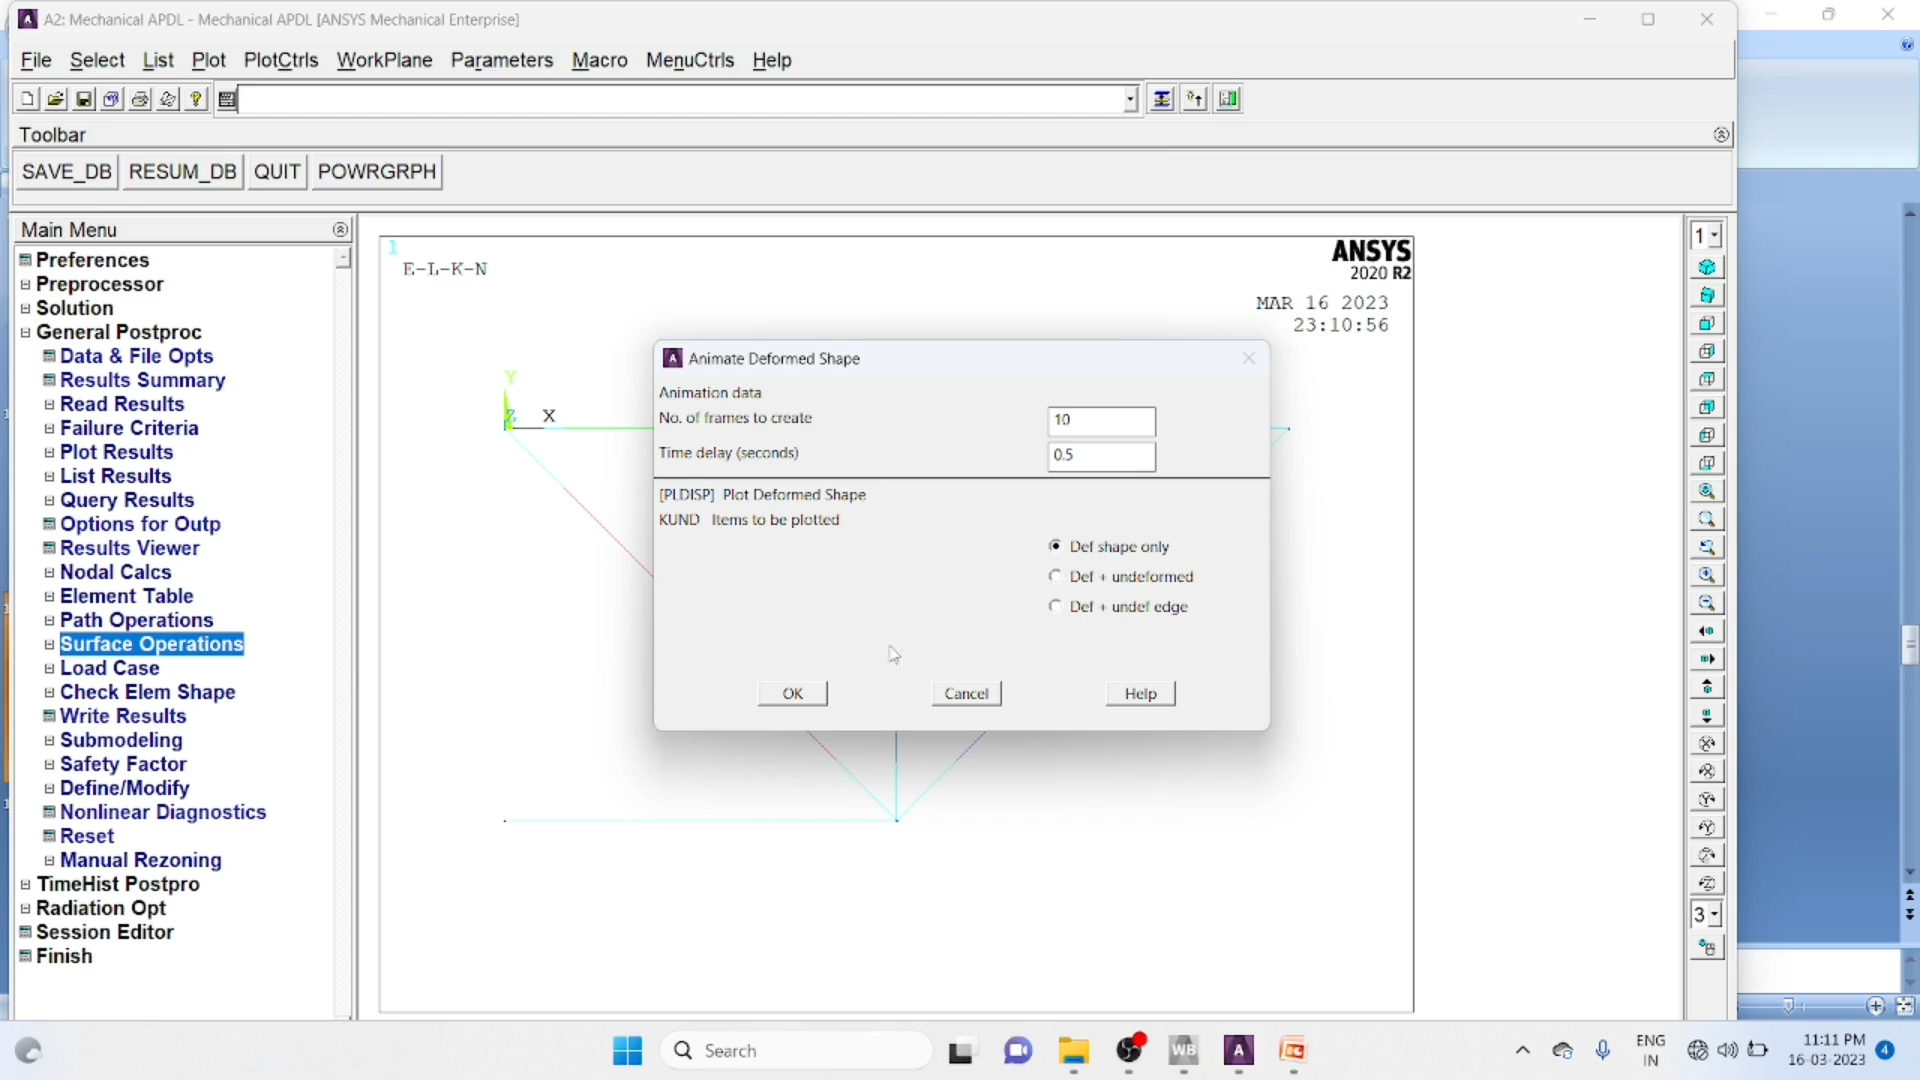 A2: Mechanical APDL - Mechanical APDL [ANSYS Mechanical Enterprise]
File Select List Plot PlotCtrls WorkPlane Parameters Macro MenuCtrls Help
Toolbar
SAVE_DB RESUM_DB QUIT POWRGRPH
Main Menu
Preferences
Preprocessor
Solution
General Postproc
Data & File Opts
Results Summary
Read Results
Failure Criteria
Plot Results
List Results
Query Results
Options for Outp
Results Viewer
Nodal Calcs
Element Table
Path Operations
Surface Operations
Load Case
Check Elem Shape
Write Results
Submodeling
Safety Factor
Define/Modify
Nonlinear Diagnostics
Reset
Manual Rezoning
TimeHist Postpro
Radiation Opt
Session Editor
Finish
1
E-L-K-N
ANSYS
2020 R2
MAR 16 2023
23:10:56
Y
Z X
Animate Deformed Shape
Animation data
No. of frames to create 10
Time delay (seconds) 0.5
[PLDISP] Plot Deformed Shape
KUND Items to be plotted
Def shape only
Def + undeformed
Def + undef edge
OK Cancel Help
1
3
Search
WB
A
ENG
IN
11:11 PM
16-03-2023
4